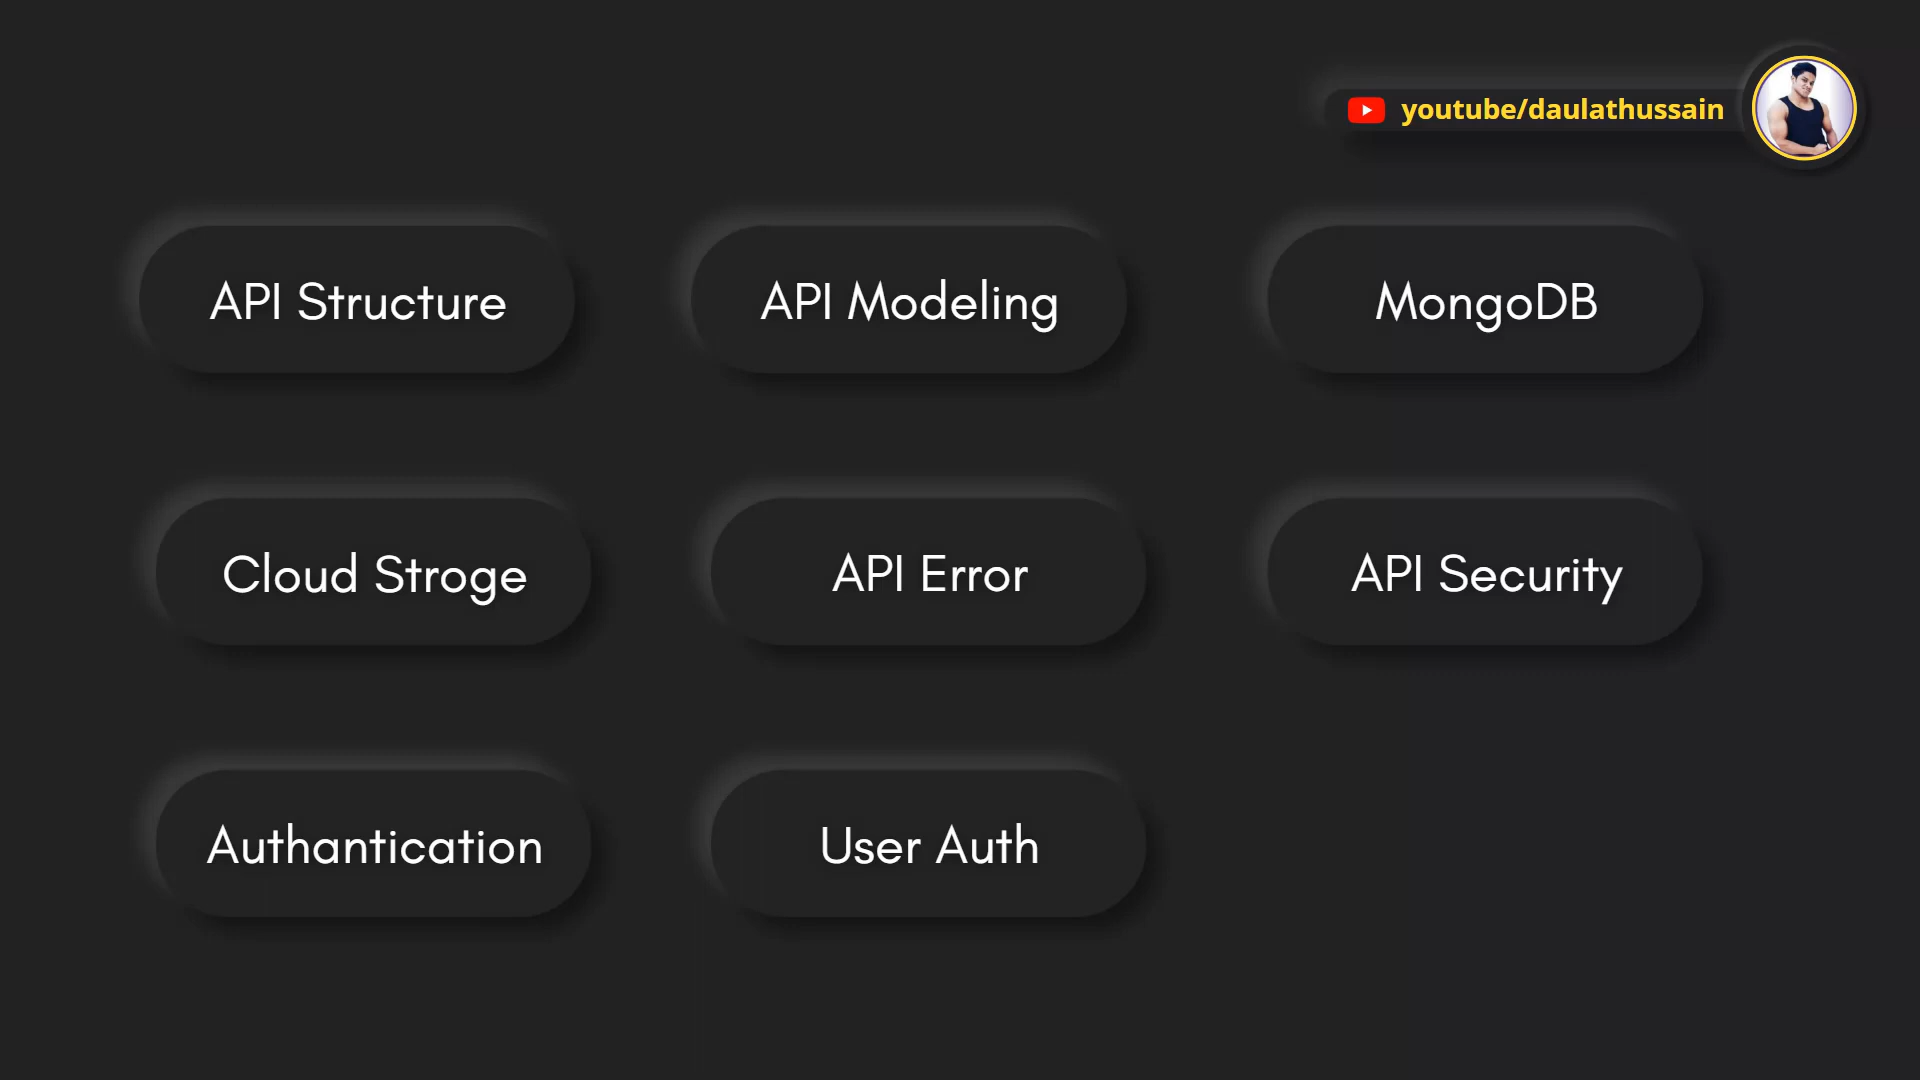 youtube/daulathussain
API Structure
API Modeling
MongoDB
Cloud Stroge
API Error
API Security
Authantication
User Auth